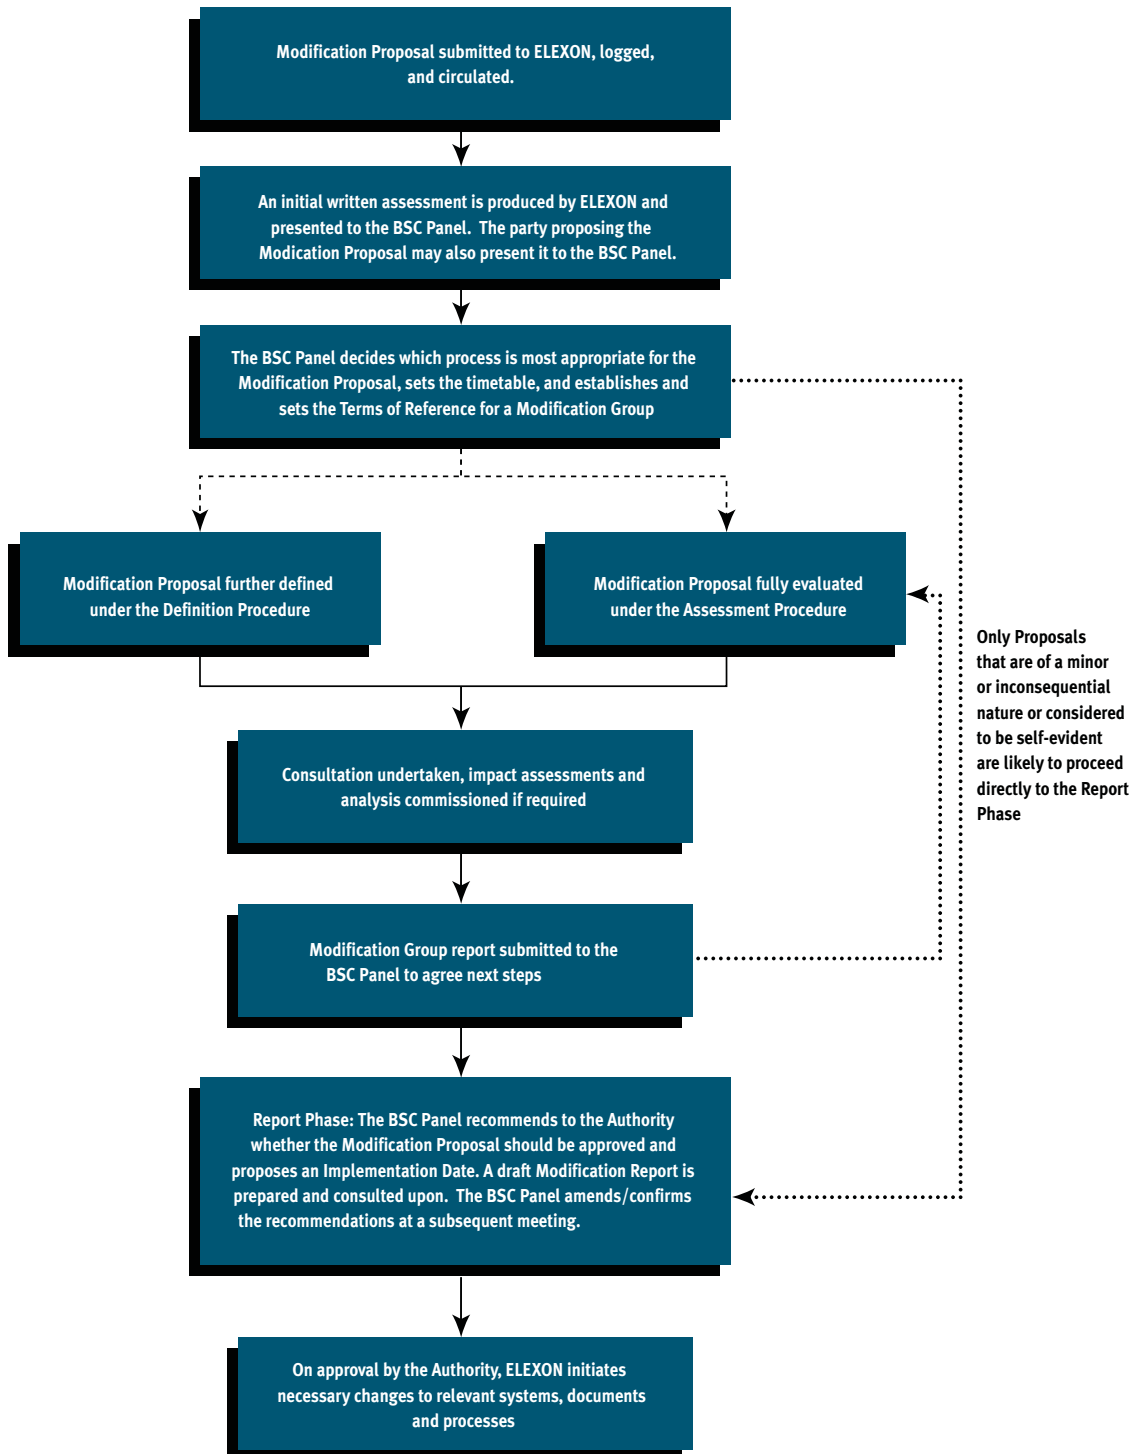 Modification Proposal submitted to ELEXON, logged,
and circulated.
An initial written assessment is produced by ELEXON and
presented to the BSC Panel. The party proposing the
Modication Proposal may also present it to the BSC Panel.
The BSC Panel decides which process is most appropriate for the
Modification Proposal, sets the timetable, and establishes and
sets the Terms of Reference for a Modification Group
Modification Proposal further defined
under the Definition Procedure
Modification Proposal fully evaluated
under the Assessment Procedure
Only Proposals
that are of a minor
or inconsequential
nature or considered
to be self-evident
are likely to proceed
directly to the Report
Phase
Consultation undertaken, impact assessments and
analysis commissioned if required
Modification Group report submitted to the
BSC Panel to agree next steps
Report Phase: The BSC Panel recommends to the Authority
whether the Modification Proposal should be approved and
proposes an Implementation Date. A draft Modification Report is
prepared and consulted upon. The BSC Panel amends/confirms
the recommendations at a subsequent meeting.
On approval by the Authority, ELEXON initiates
necessary changes to relevant systems, documents
and processes